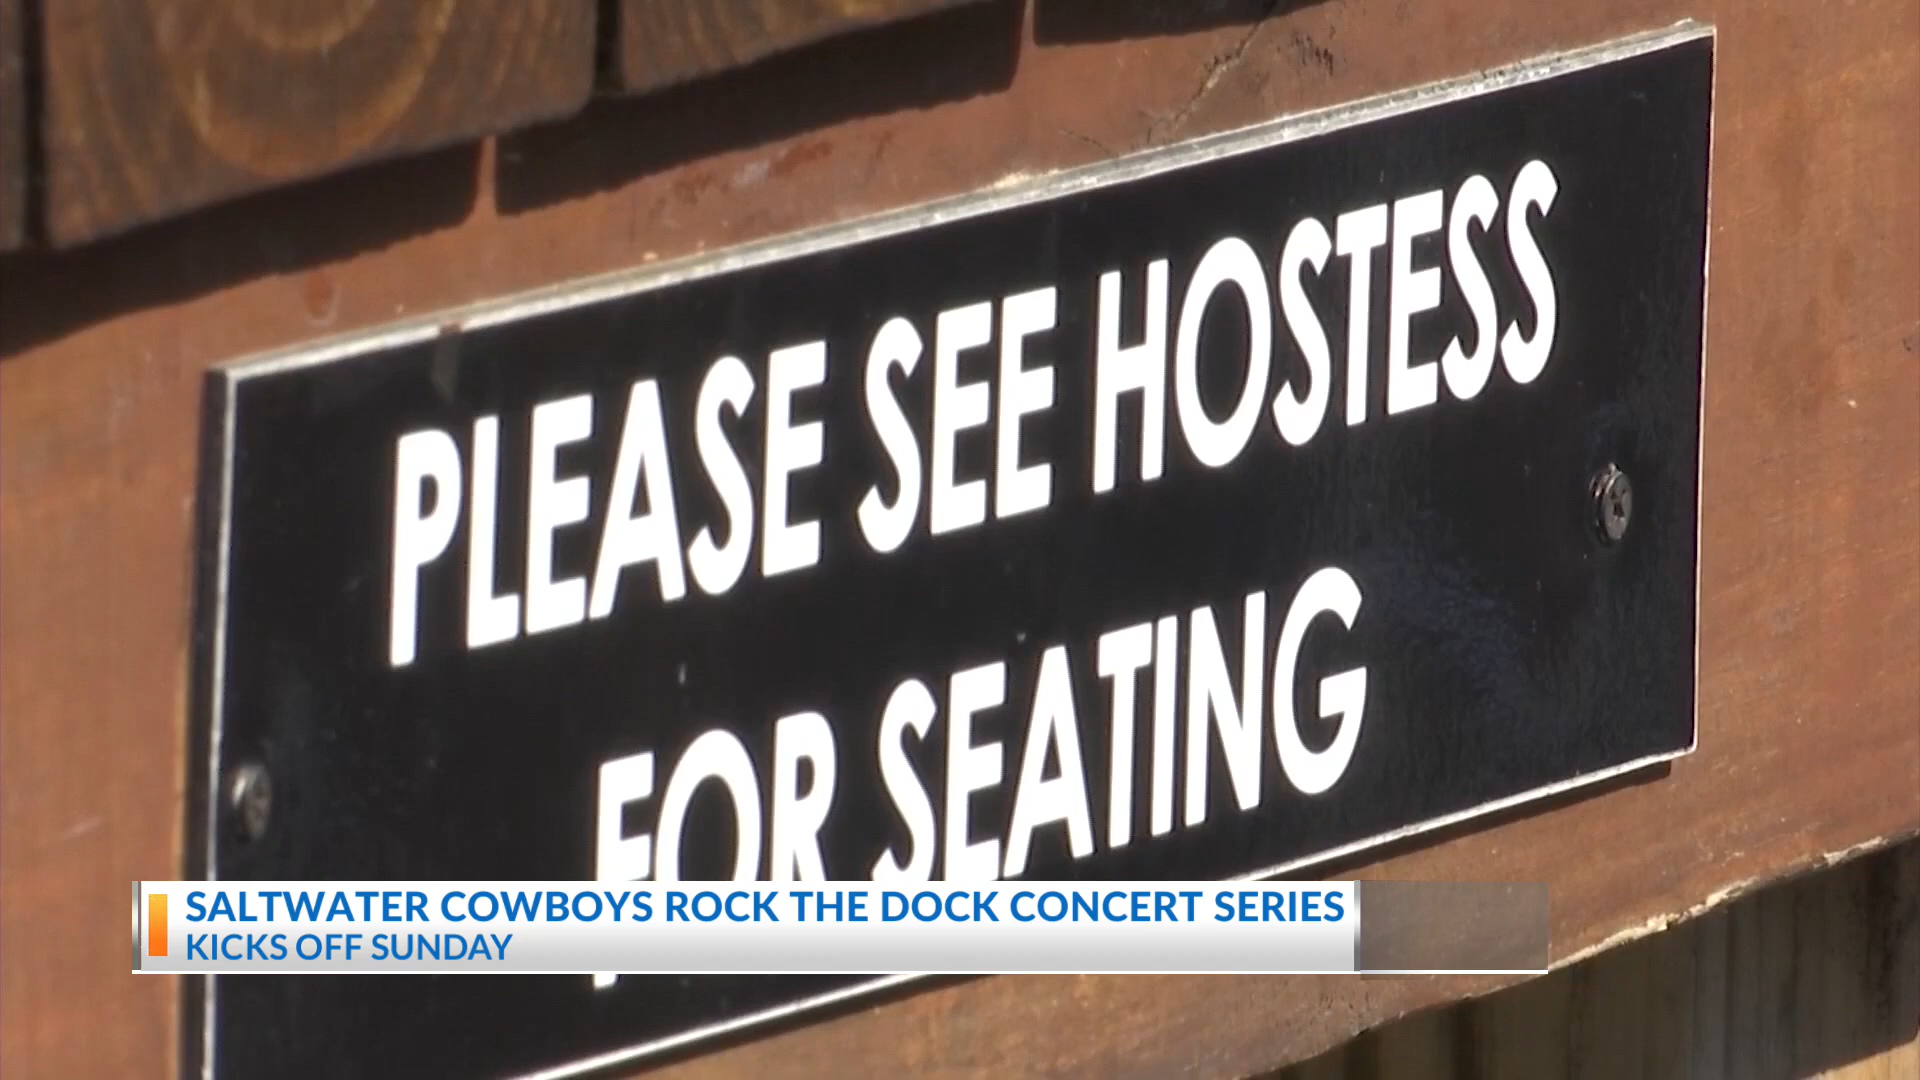 PLEASE SEE HOSTESS
FOR SEATING
SALTWATER COWBOYS ROCK THE DOCK CONCERT SERIES
KICKS OFF SUNDAY